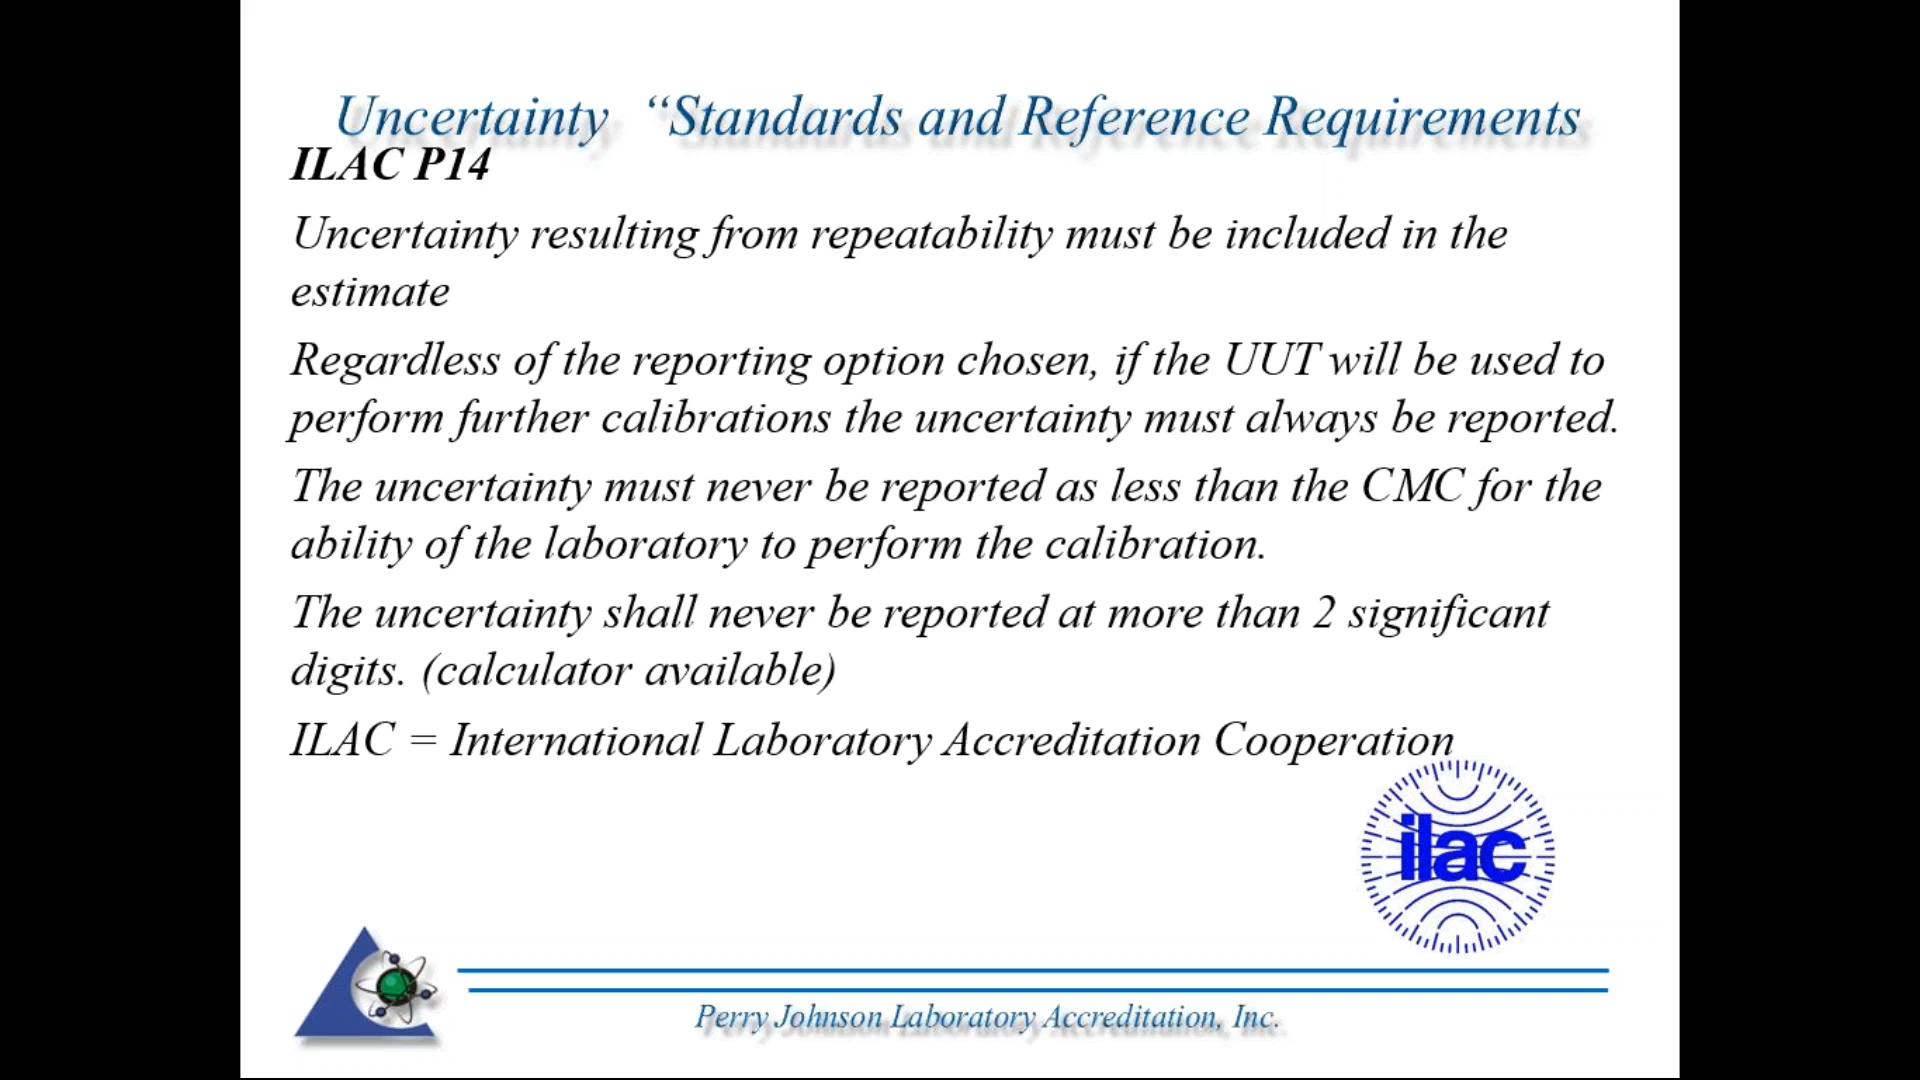 Uncertainty “Standards and Reference Requirements
ILAC P14
Uncertainty resulting from repeatability must be included in the
estimate
Regardless of the reporting option chosen, if the UUT will be used to
perform further calibrations the uncertainty must always be reported.
The uncertainty must never be reported as less than the CMC for the
ability of the laboratory to perform the calibration.
The uncertainty shall never be reported at more than 2 significant
digits. (calculator available)
ILAC = International Laboratory Accreditation Cooperation
ilac
Perry Johnson Laboratory Accreditation, Inc.